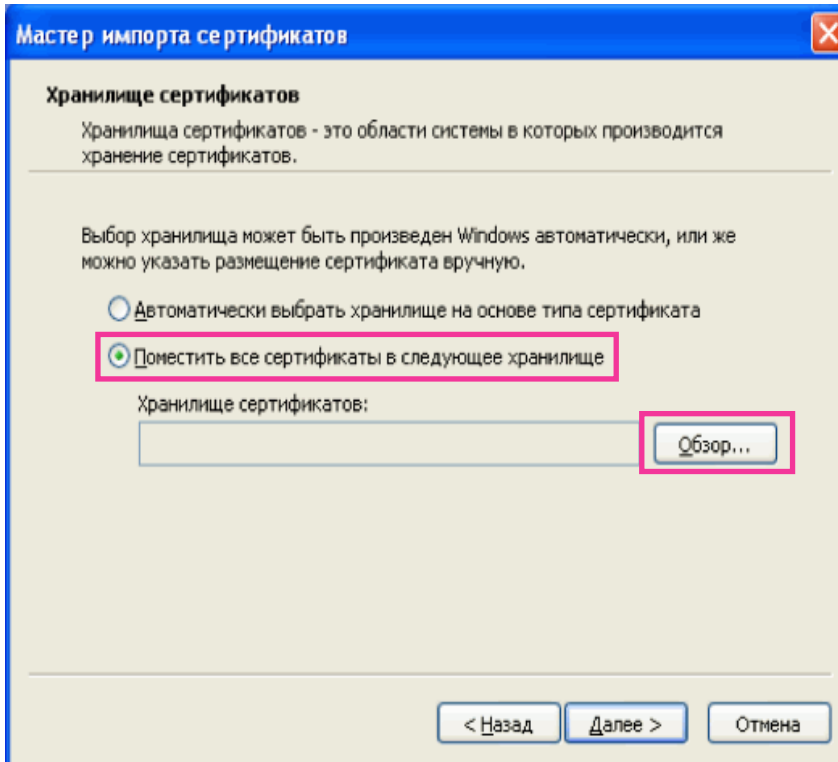 Мастер импорта сертификатов
Хранилище сертификатов
Хранилища сертификатов - это области системы в которых производится
хранение сертификатов.
Выбор хранилища может быть произведен Windows автоматически, или же
можно указать размещение сертификата вручную.
Автоматически выбрать хранилище на основе типа сертификата
Поместить все сертификаты в следующее хранилище
Хранилище сертификатов:
Обзор...
< Назад
Далее >
Отмена